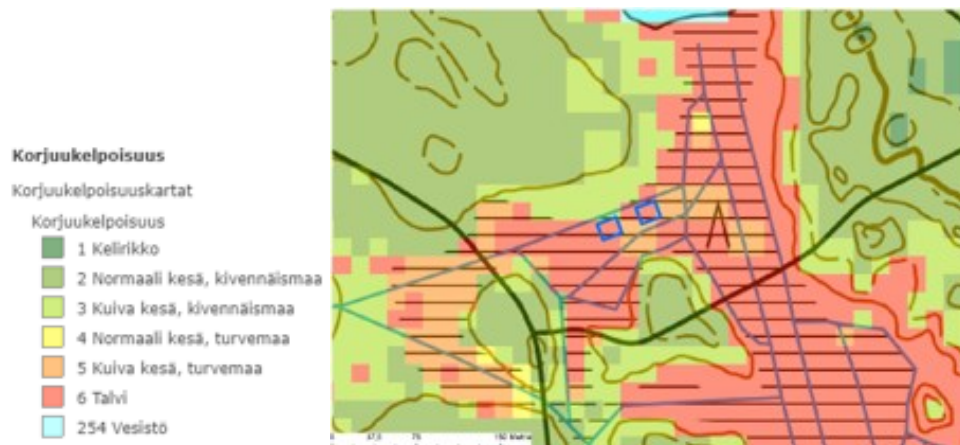 Korjuukelpoisuus
Korjuukelpoisuuskartat
Korjuukelpoisuus
1 Kelirikko
2 Normaali kesä, kivennäismaa
3 Kuiva kesä, kivennäismaa
4 Normaali kesä, turvemaa
5 Kuiva kesä, turvemaa
6 Talvi
254 Vesistö